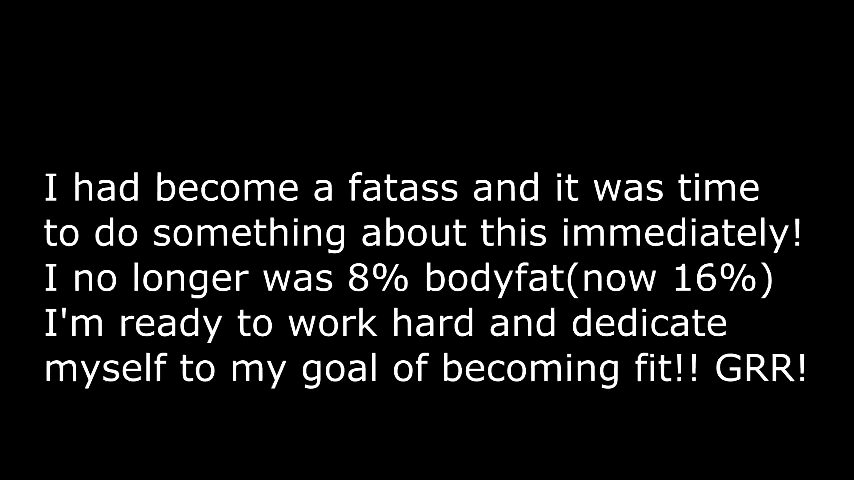 I had become a fatass and it was time
to do something about this immediately!
I no longer was 8% bodyfat(now 16%)
I'm ready to work hard and dedicate
myself to my goal of becoming fit!! GRR!